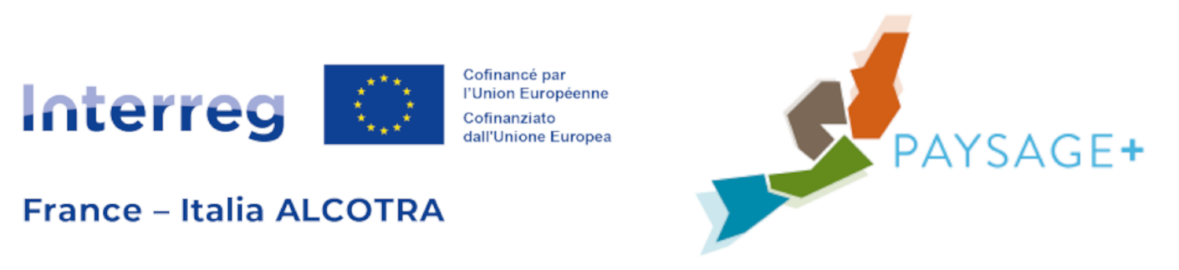 Interreg
Cofinancé par
l'Union Européenne
Cofinanziato
dall'Unione Europea
France – Italia ALCOTRA
PAYSAGE+